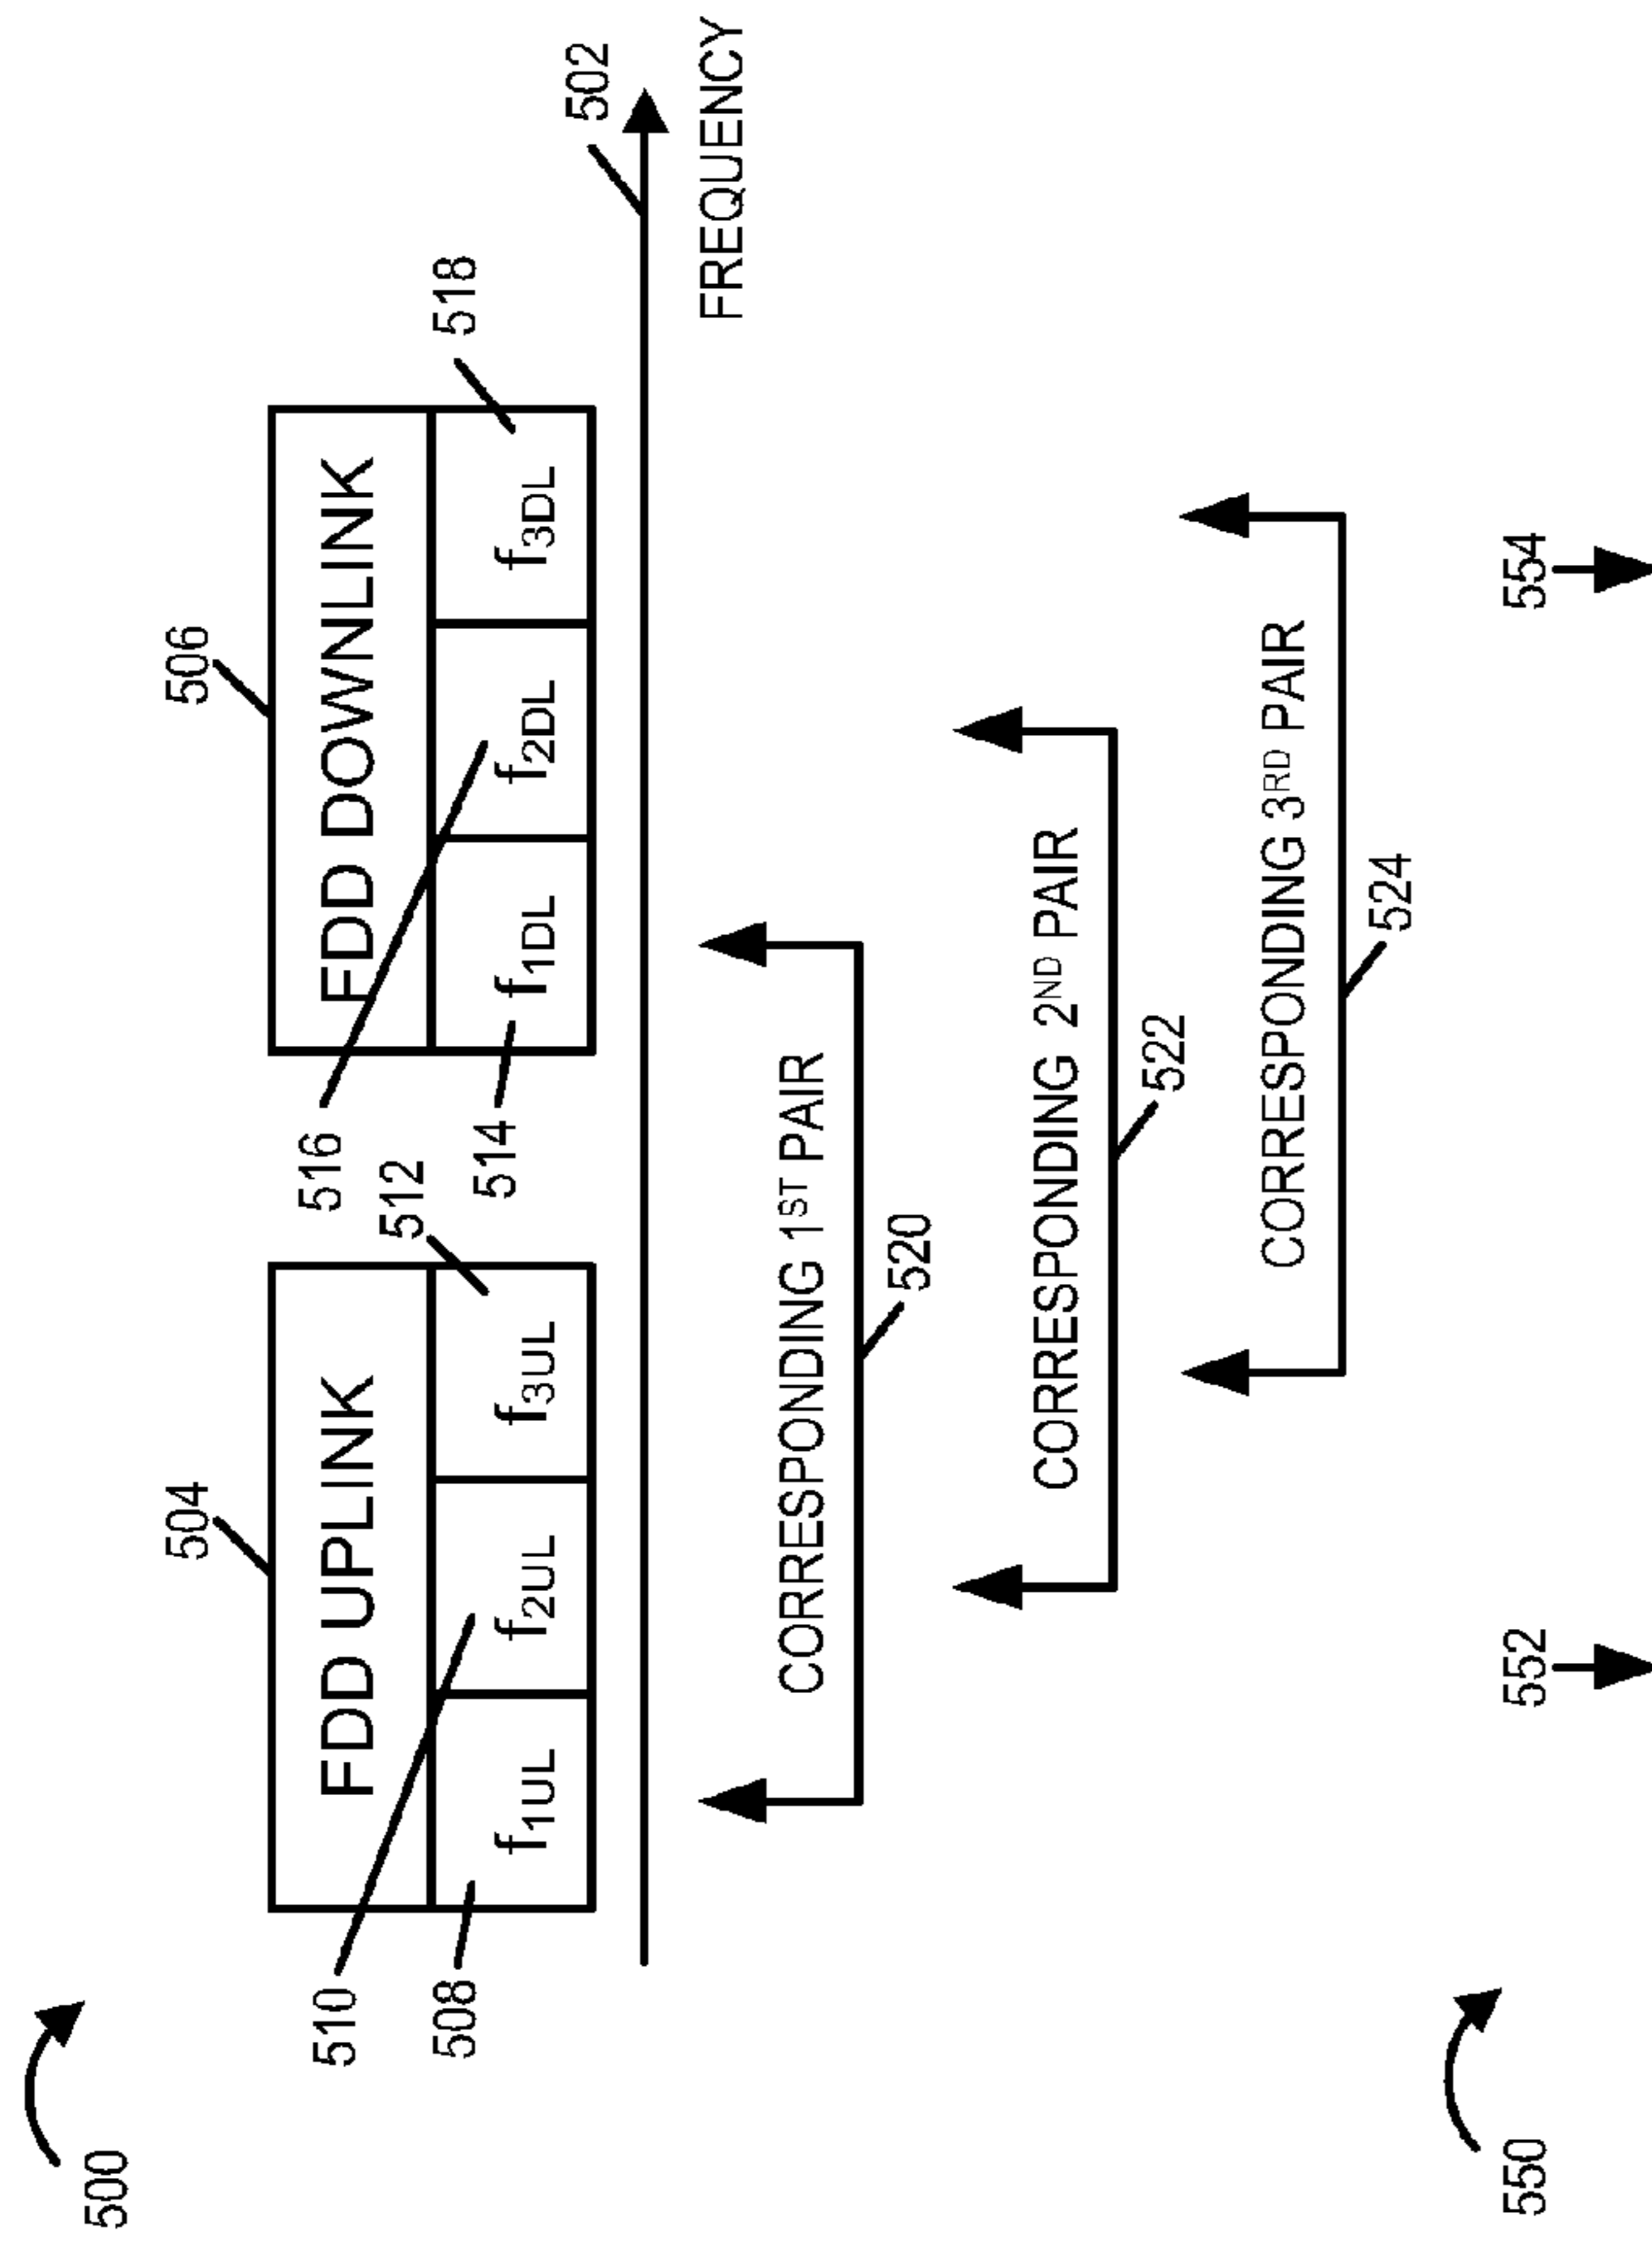 500
504
506
FDD UPLINK
FDD DOWNLINK
510
512
516
508
514
518
f1UL
f2UL
f3UL
f1DL
f2DL
f3DL
502
FREQUENCY
CORRESPONDING 1ST PAIR
520
CORRESPONDING 2ND PAIR
522
CORRESPONDING 3RD PAIR
524
550
552
554